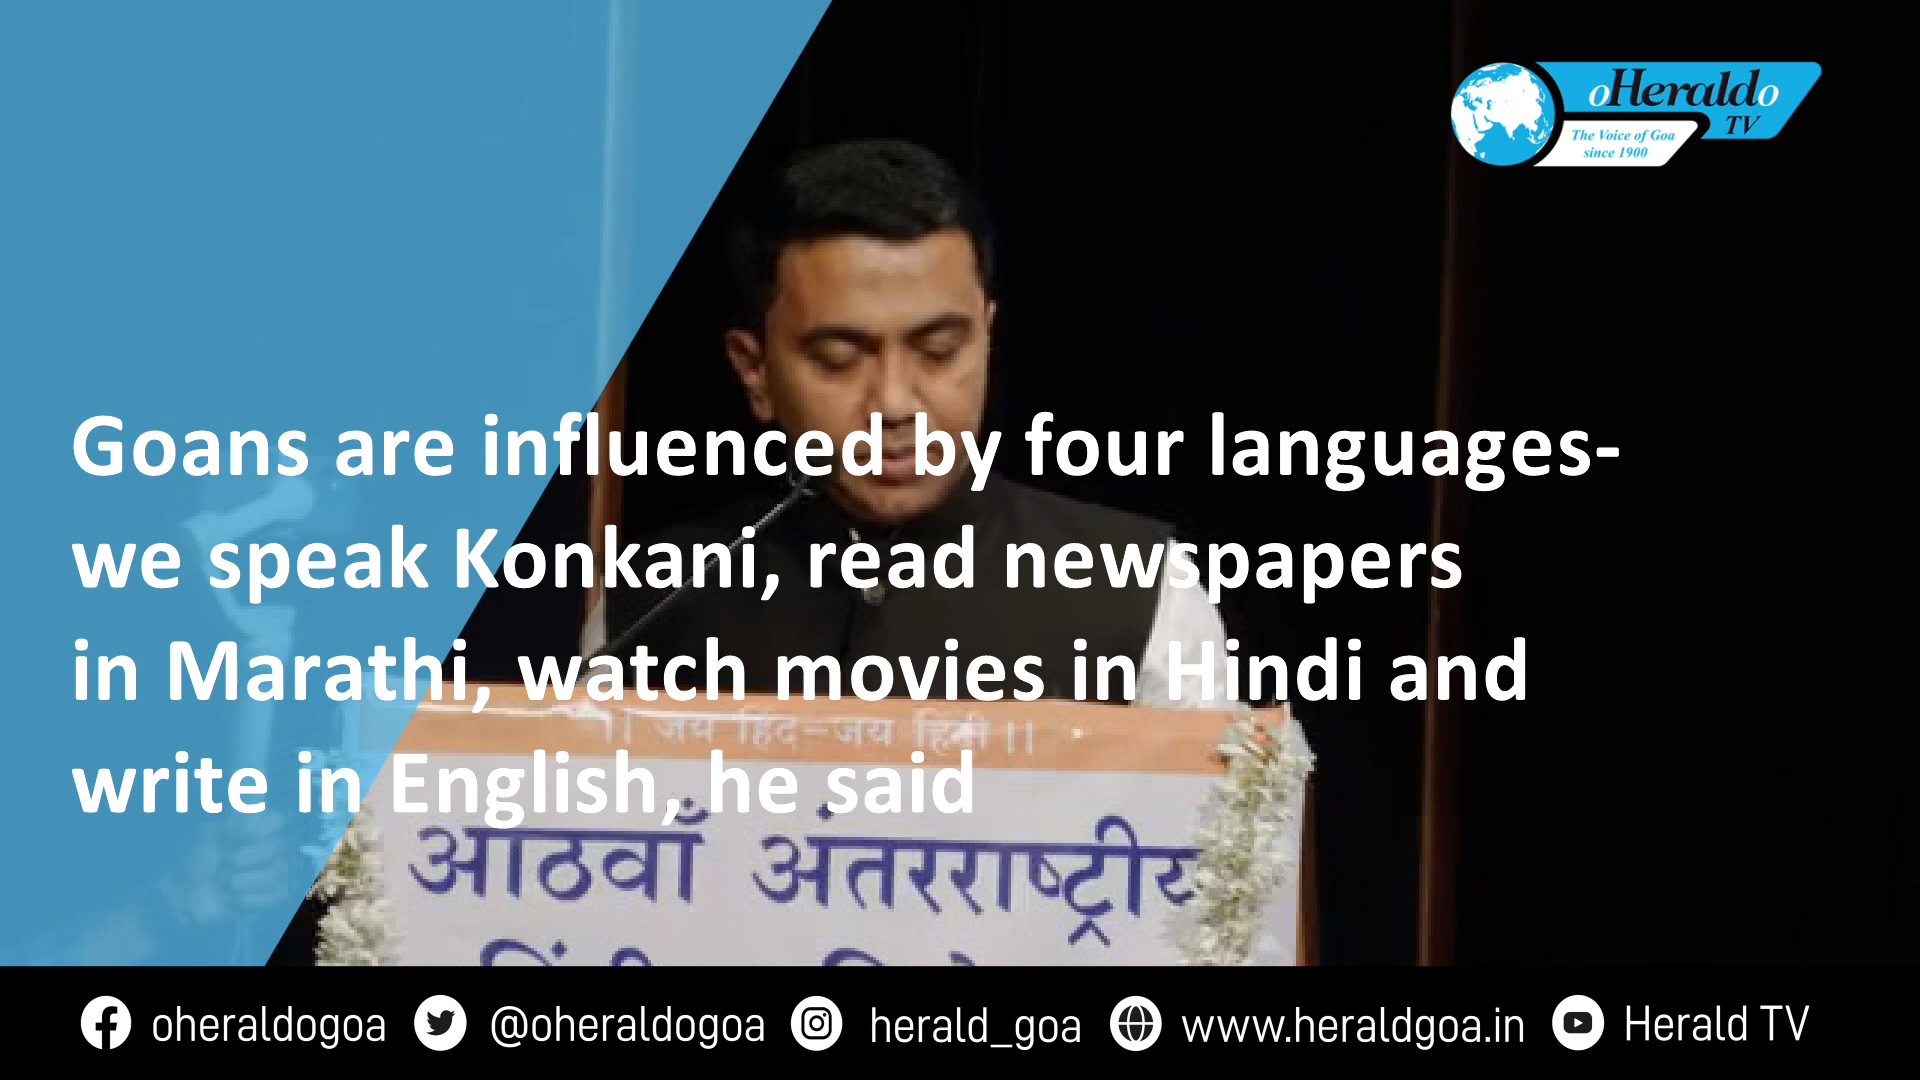 oHeraldo
TV
The Voice of Goa
since 1900
Goans are influenced by four languages-
we speak Konkani, read newspapers
in Marathi, watch movies in Hindi and
write in English, he said
।। जय हिंद-जय हिन्दी ।।
आठवाँ अंतरराष्ट्रीय
oheraldogoa @oheraldogoa herald_goa www.heraldgoa.in Herald TV